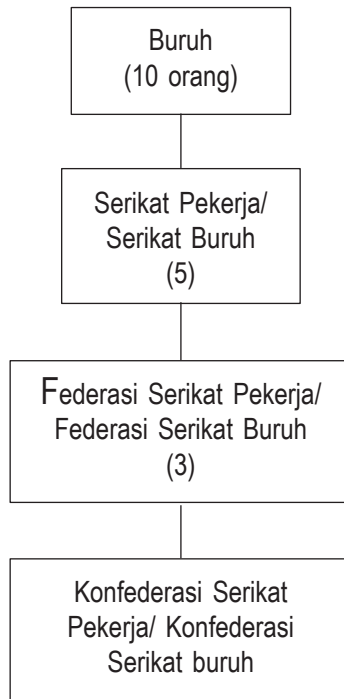 Buruh
(10 orang)
Serikat Pekerja/
Serikat Buruh
(5)
Federasi Serikat Pekerja/
Federasi Serikat Buruh
(3)
Konfederasi Serikat
Pekerja/ Konfederasi
Serikat buruh